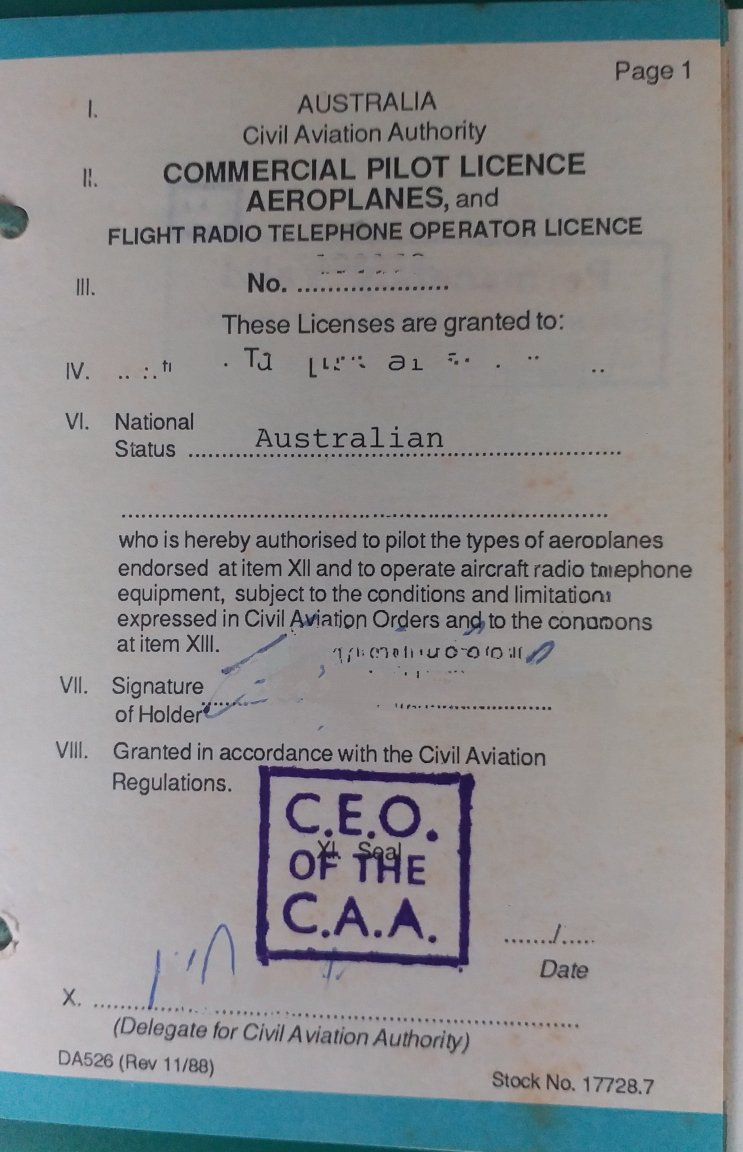 Page 1
I. AUSTRALIA
Civil Aviation Authority
II. COMMERCIAL PILOT LICENCE
AEROPLANES, and
FLIGHT RADIO TELEPHONE OPERATOR LICENCE
III. No. ....................
These Licenses are granted to:
IV.
VI. National
Status Australian
who is hereby authorised to pilot the types of aeroplanes
endorsed at item XII and to operate aircraft radio
equipment, subject to the conditions and
expressed in Civil Aviation Orders and to the
at item XIII.
VII. Signature
of Holder
VIII. Granted in accordance with the Civil Aviation
Regulations.
C.E.O.
XI. Seal
OF THE
C.A.A.
Date
X.
(Delegate for Civil Aviation Authority)
DA526 (Rev 11/88)
Stock No. 17728.7